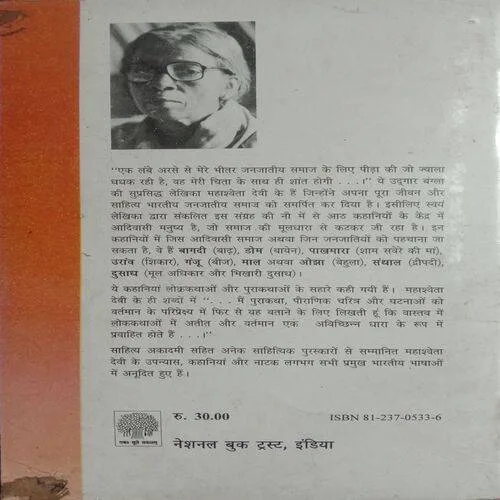 "एक लंबे अरसे से मेरे भीतर जनजातीय समाज के लिए पीड़ा की जो ज्वाला
धधक रही है, वह मेरी चिता के साथ ही शांत होगी . . .।" ये उद्‌गार बंग्ला
की सुप्रसिद्ध लेखिका महाश्वेता देवी के हैं जिन्होंने अपना पूरा जीवन और
साहित्य भारतीय जनजातीय समाज को समर्पित कर दिया है। इसीलिए स्वयं
लेखिका द्वारा संकलित इस संग्रह की नौ में से आठ कहानियों के केंद्र में
आदिवासी मनुष्य है, जो समाज की मूलधारा से कटकर जी रहा है। इन
कहानियों में जिस आदिवासी समाज अथवा जिन जनजातियों को पहचाना जा
सकता है, वे हैं बागदी (बाढ़), डोम (बायेन), पाखमारा (शाम सवेरे की मां),
उरांव (शिकार), गंजू (बीज), माल अथवा ओझा (बेहुला), संथाल (द्रौपदी),
दुसाध (मूल अधिकार और भिखारी दुसाध)।
ये कहानियां लोककथाओं और पुराकथाओं के सहारे कही गयी हैं। महाश्वेता
देवी के ही शब्दों में ". . . मैं पुराकथा, पौराणिक चरित्र और घटनाओं को
वर्तमान के परिप्रेक्ष्य में फिर से यह बताने के लिए लिखती हूं कि वास्तव में
लोककथाओं में अतीत और वर्तमान एक अविच्छिन्न धारा के रूप में
प्रवाहित होते हैं . . .।"
साहित्य अकादमी सहित अनेक साहित्यिक पुरस्कारों से सम्मानित महाश्वेता
देवी के उपन्यास, कहानियां और नाटक लगभग सभी प्रमुख भारतीय भाषाओं
में अनूदित हुए हैं।
रु. 30.00
ISBN 81-237-0533-6
एकः सूते सकलम्
नेशनल बुक ट्रस्ट, इंडिया